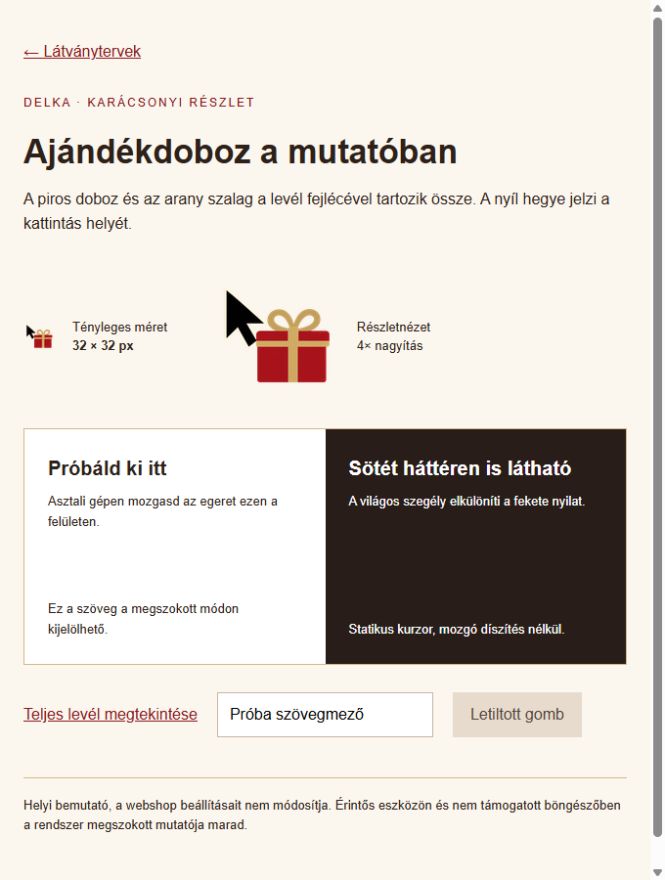 ← Látványtervek
DELKA · KARÁCSONYI RÉSZLET
Ajándékdoboz a mutatóban
A piros doboz és az arany szalag a levél fejlécével tartozik össze. A nyíl hegye jelzi a
kattintás helyét.
Tényleges méret
32 × 32 px
Részletnézet
4× nagyítás
Próbáld ki itt
Asztali gépen mozgasd az egeret ezen a
felületen.
Ez a szöveg a megszokott módon
kijelölhető.
Sötét háttéren is látható
A világos szegély elkülöníti a fekete nyilat.
Statikus kurzor, mozgó díszítés nélkül.
Teljes levél megtekintése
Próba szövegmező
Letiltott gomb
Helyi bemutató, a webshop beállításait nem módosítja. Érintős eszközön és nem támogatott böngészőben
a rendszer megszokott mutatója marad.